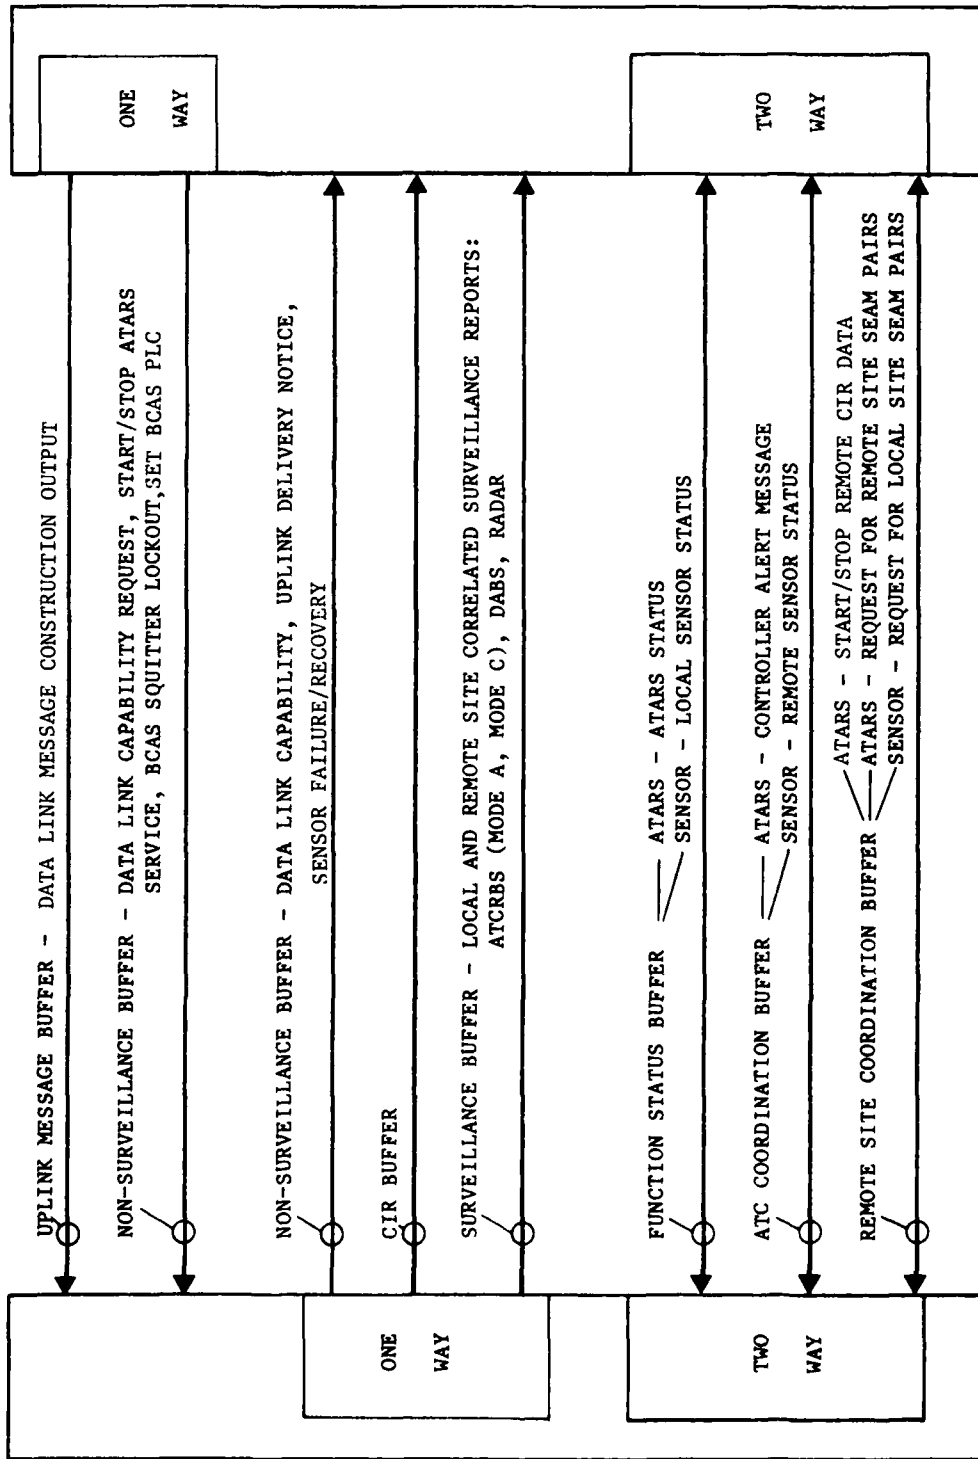 ONE
WAY
TWO
WAY
UPLINK MESSAGE BUFFER - DATA LINK MESSAGE CONSTRUCTION OUTPUT
NON-SURVEILLANCE BUFFER - DATA LINK CAPABILITY REQUEST, START/STOP ATARS
SERVICE, BCAS SQUITTER LOCKOUT,SET BCAS PLC
NON-SURVEILLANCE BUFFER - DATA LINK CAPABILITY, UPLINK DELIVERY NOTICE,
SENSOR FAILURE/RECOVERY
CIR BUFFER
SURVEILLANCE BUFFER - LOCAL AND REMOTE SITE CORRELATED SURVEILLANCE REPORTS:
ATCRBS (MODE A, MODE C), DABS, RADAR
FUNCTION STATUS BUFFER
ATARS - ATARS STATUS
SENSOR - LOCAL SENSOR STATUS
ATC COORDINATION BUFFER
ATARS - CONTROLLER ALERT MESSAGE
SENSOR - REMOTE SENSOR STATUS
REMOTE SITE COORDINATION BUFFER
ATARS - START/STOP REMOTE CIR DATA
ATARS - REQUEST FOR REMOTE SITE SEAM PAIRS
SENSOR - REQUEST FOR LOCAL SITE SEAM PAIRS
ONE
WAY
TWO
WAY